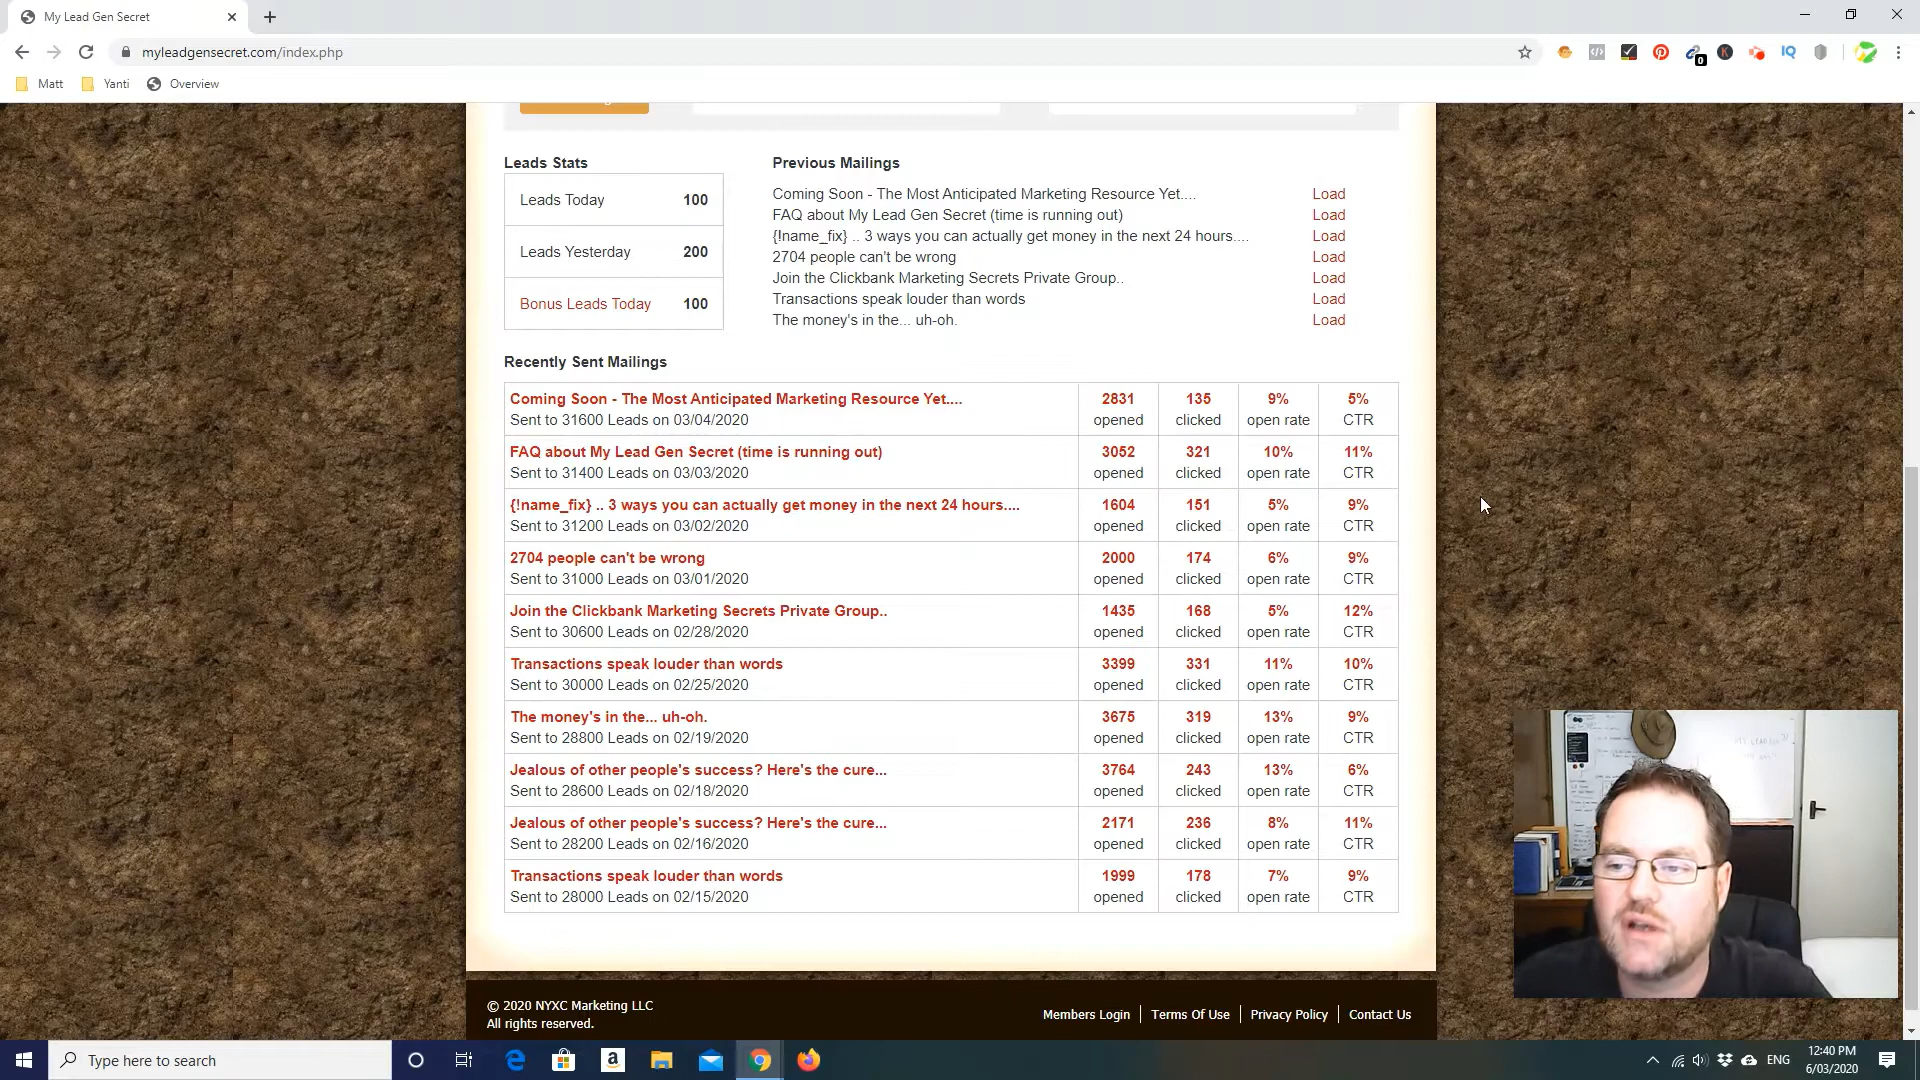 My Lead Gen Secret
myleadgensecret.com/index.php
0
IQ
K
Matt
Yanti
Overview
Leads Stats
Leads Today 100
Leads Yesterday 200
Bonus Leads Today 100
Previous Mailings
Coming Soon - The Most Anticipated Marketing Resource Yet.... Load
FAQ about My Lead Gen Secret (time is running out) Load
{!name_fix} .. 3 ways you can actually get money in the next 24 hours.... Load
2704 people can't be wrong Load
Join the Clickbank Marketing Secrets Private Group.. Load
Transactions speak louder than words Load
The money's in the... uh-oh. Load
Recently Sent Mailings
Coming Soon - The Most Anticipated Marketing Resource Yet.... 2831 135 9% 5%
Sent to 31600 Leads on 03/04/2020 opened clicked open rate CTR
FAQ about My Lead Gen Secret (time is running out) 3052 321 10% 11%
Sent to 31400 Leads on 03/03/2020 opened clicked open rate CTR
{!name_fix} .. 3 ways you can actually get money in the next 24 hours.... 1604 151 5% 9%
Sent to 31200 Leads on 03/02/2020 opened clicked open rate CTR
2704 people can't be wrong 2000 174 6% 9%
Sent to 31000 Leads on 03/01/2020 opened clicked open rate CTR
Join the Clickbank Marketing Secrets Private Group.. 1435 168 5% 12%
Sent to 30600 Leads on 02/28/2020 opened clicked open rate CTR
Transactions speak louder than words 3399 331 11% 10%
Sent to 30000 Leads on 02/25/2020 opened clicked open rate CTR
The money's in the... uh-oh. 3675 319 13% 9%
Sent to 28800 Leads on 02/19/2020 opened clicked open rate CTR
Jealous of other people's success? Here's the cure... 3764 243 13% 6%
Sent to 28600 Leads on 02/18/2020 opened clicked open rate CTR
Jealous of other people's success? Here's the cure... 2171 236 8% 11%
Sent to 28200 Leads on 02/16/2020 opened clicked open rate CTR
Transactions speak louder than words 1999 178 7% 9%
Sent to 28000 Leads on 02/15/2020 opened clicked open rate CTR
© 2020 NYXC Marketing LLC
All rights reserved.
Members Login
Terms Of Use
Privacy Policy
Contact Us
Type here to search
ENG
12:40 PM
6/03/2020